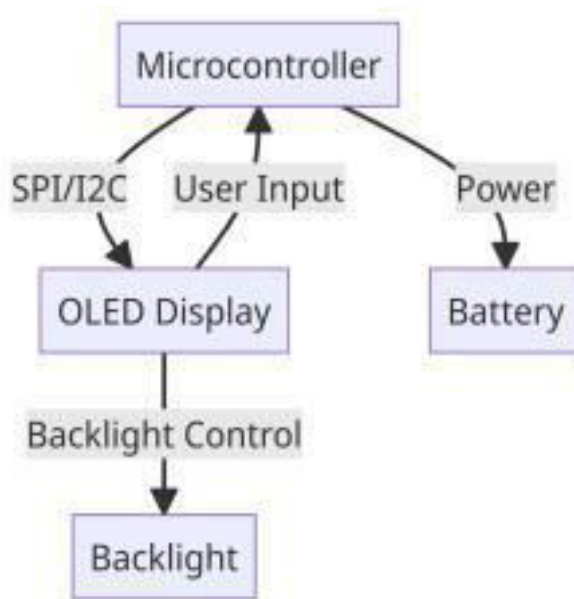 Microcontroller
SPI/I2C
User Input
Power
OLED Display
Battery
Backlight Control
Backlight